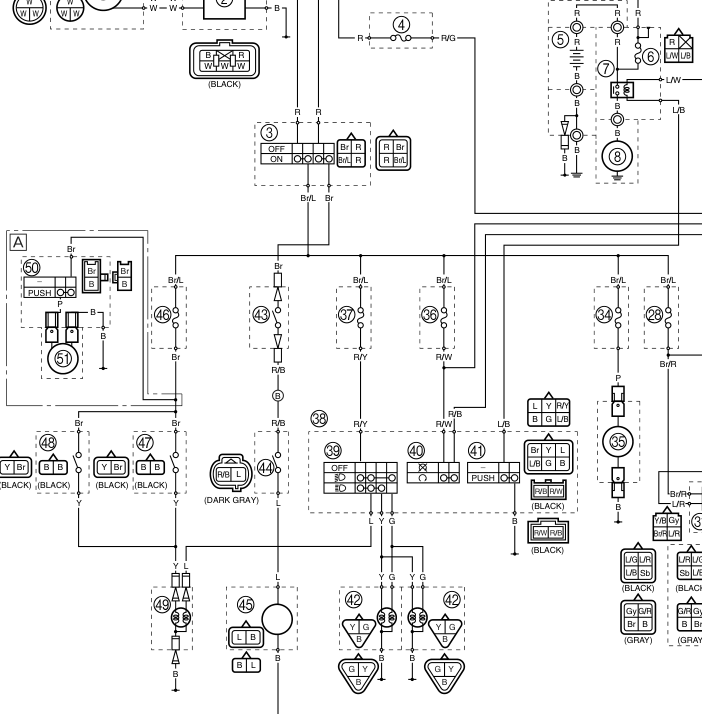 W W W W
W W
2
B
B R
W W W
(BLACK)
R 4 R/G
R R R
5 R R 6
R
L/W L/B
7
B L/W
B B L/B
B
B B 8
R R
3
OFF
ON
Br R
Br/L R
R Br
R Br/L
Br/L Br
A
Br
50
–
PUSH
Br
B
Br
B
P
B
B
51
Br
Br/L Br/L Br/L Br/L Br/L
46 43 37 36 34 28
Br R/Y R/W Br/R
R/B P
B
Br Br R/B R/Y R/W R/B L/B
38
L Y R/Y
B G L/B
48 47 44 39 40 41 35
Y Br B B Y Br B B
(BLACK) (BLACK) (BLACK) (BLACK)
R/B L
(DARK GRAY)
OFF
–
PUSH
Br Y L
L/B G B
R/B R/W
(BLACK)
R/W R/B
(BLACK)
Y Y L L Y G B B
Br/R
L/R
Y/B Gy
Br/R L/R
Y L L Y G Y G
L/G L/R
L/B Sb
(BLACK)
49 45 42 42
L B
B L
Y G
B
Y G
B
Gy G/R
Br B
(GRAY)
B B B B
G Y
B
G Y
B